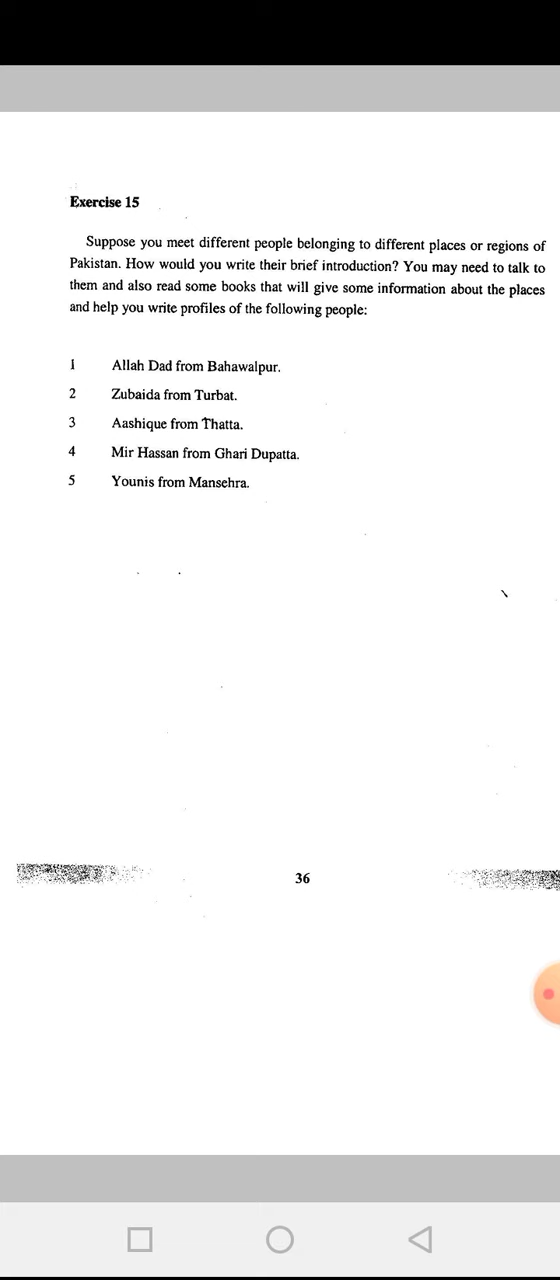 Exercise 15
Suppose you meet different people belonging to different places or regions of
Pakistan. How would you write their brief introduction? You may need to talk to
them and also read some books that will give some information about the places
and help you write profiles of the following people:
1 Allah Dad from Bahawalpur.
2 Zubaida from Turbat.
3 Aashique from Thatta.
4 Mir Hassan from Ghari Dupatta.
5 Younis from Mansehra.
36